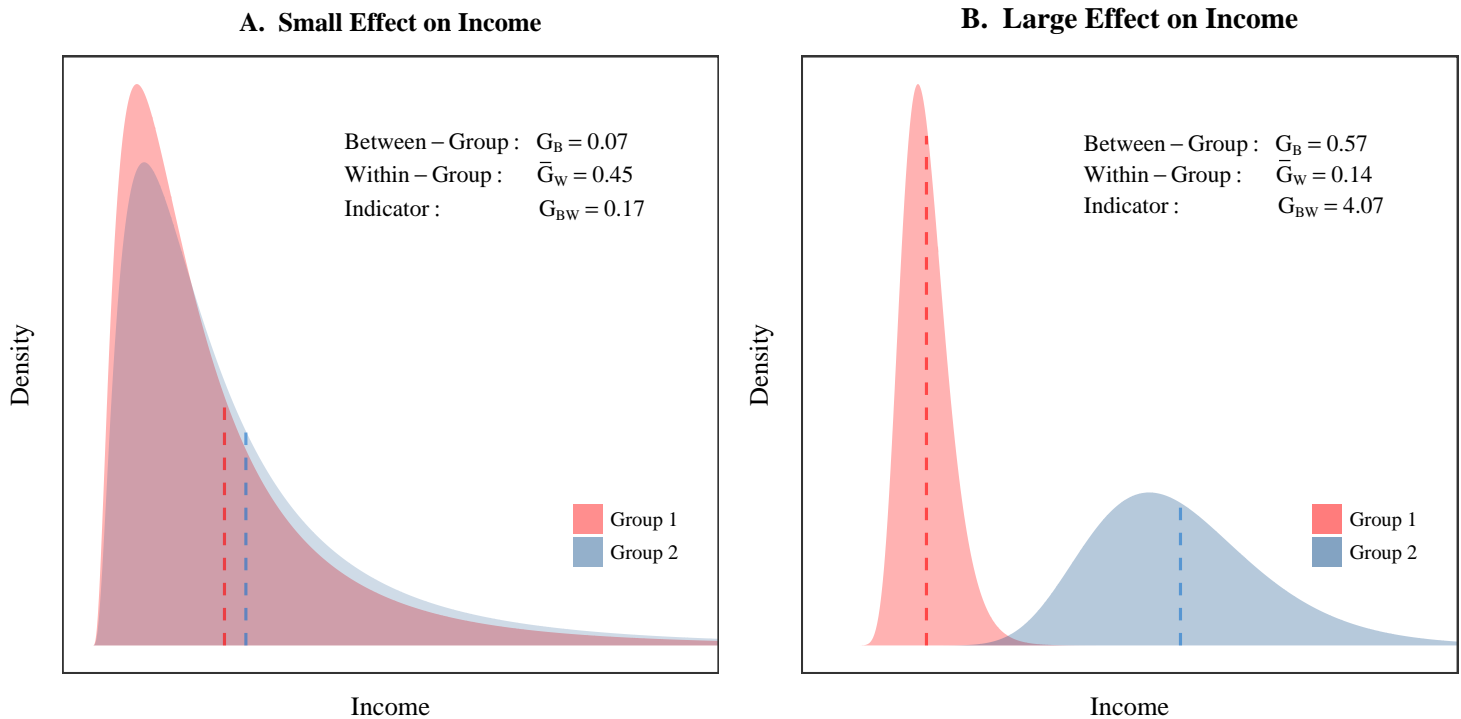 A. Small Effect on Income
Between – Group : G_B = 0.07
Within – Group : G̅_W = 0.45
Indicator : G_BW = 0.17
Density
Group 1
Group 2
Income
B. Large Effect on Income
Between – Group : G_B = 0.57
Within – Group : G̅_W = 0.14
Indicator : G_BW = 4.07
Density
Group 1
Group 2
Income